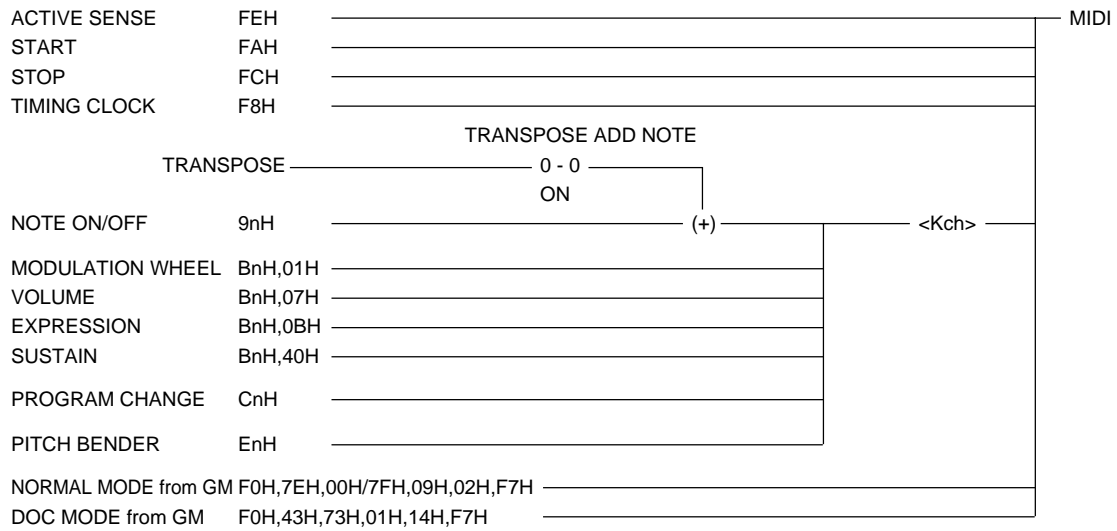 ACTIVE SENSE FEH MIDI
START FAH
STOP FCH
TIMING CLOCK F8H
TRANSPOSE ADD NOTE
TRANSPOSE 0 - 0
ON
NOTE ON/OFF 9nH (+) <Kch>
MODULATION WHEEL BnH,01H
VOLUME BnH,07H
EXPRESSION BnH,0BH
SUSTAIN BnH,40H
PROGRAM CHANGE CnH
PITCH BENDER EnH
NORMAL MODE from GM F0H,7EH,00H/7FH,09H,02H,F7H
DOC MODE from GM F0H,43H,73H,01H,14H,F7H